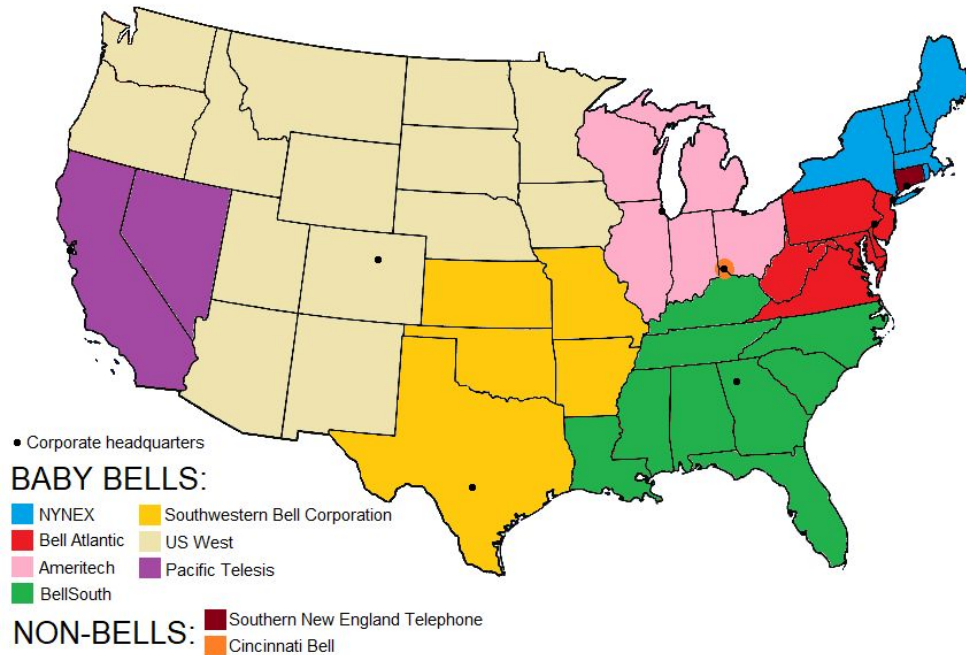 • Corporate headquarters
BABY BELLS:
NYNEX
Southwestern Bell Corporation
Bell Atlantic
US West
Ameritech
Pacific Telesis
BellSouth
NON-BELLS:
Southern New England Telephone
Cincinnati Bell